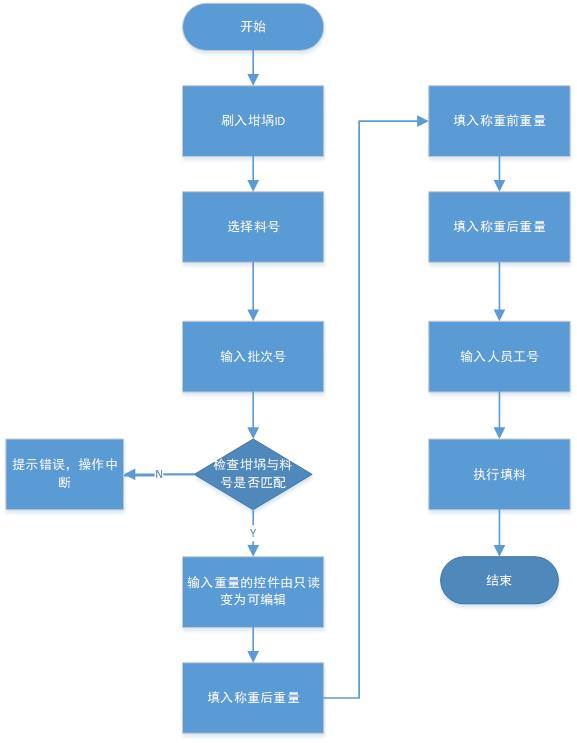 开始
刷入坩埚ID
选择料号
输入批次号
检查坩埚与料
号是否匹配
N
提示错误，操作中
断
Y
输入重量的控件由只读
变为可编辑
填入称重后重量
填入称重前重量
填入称重后重量
输入人员工号
执行填料
结束